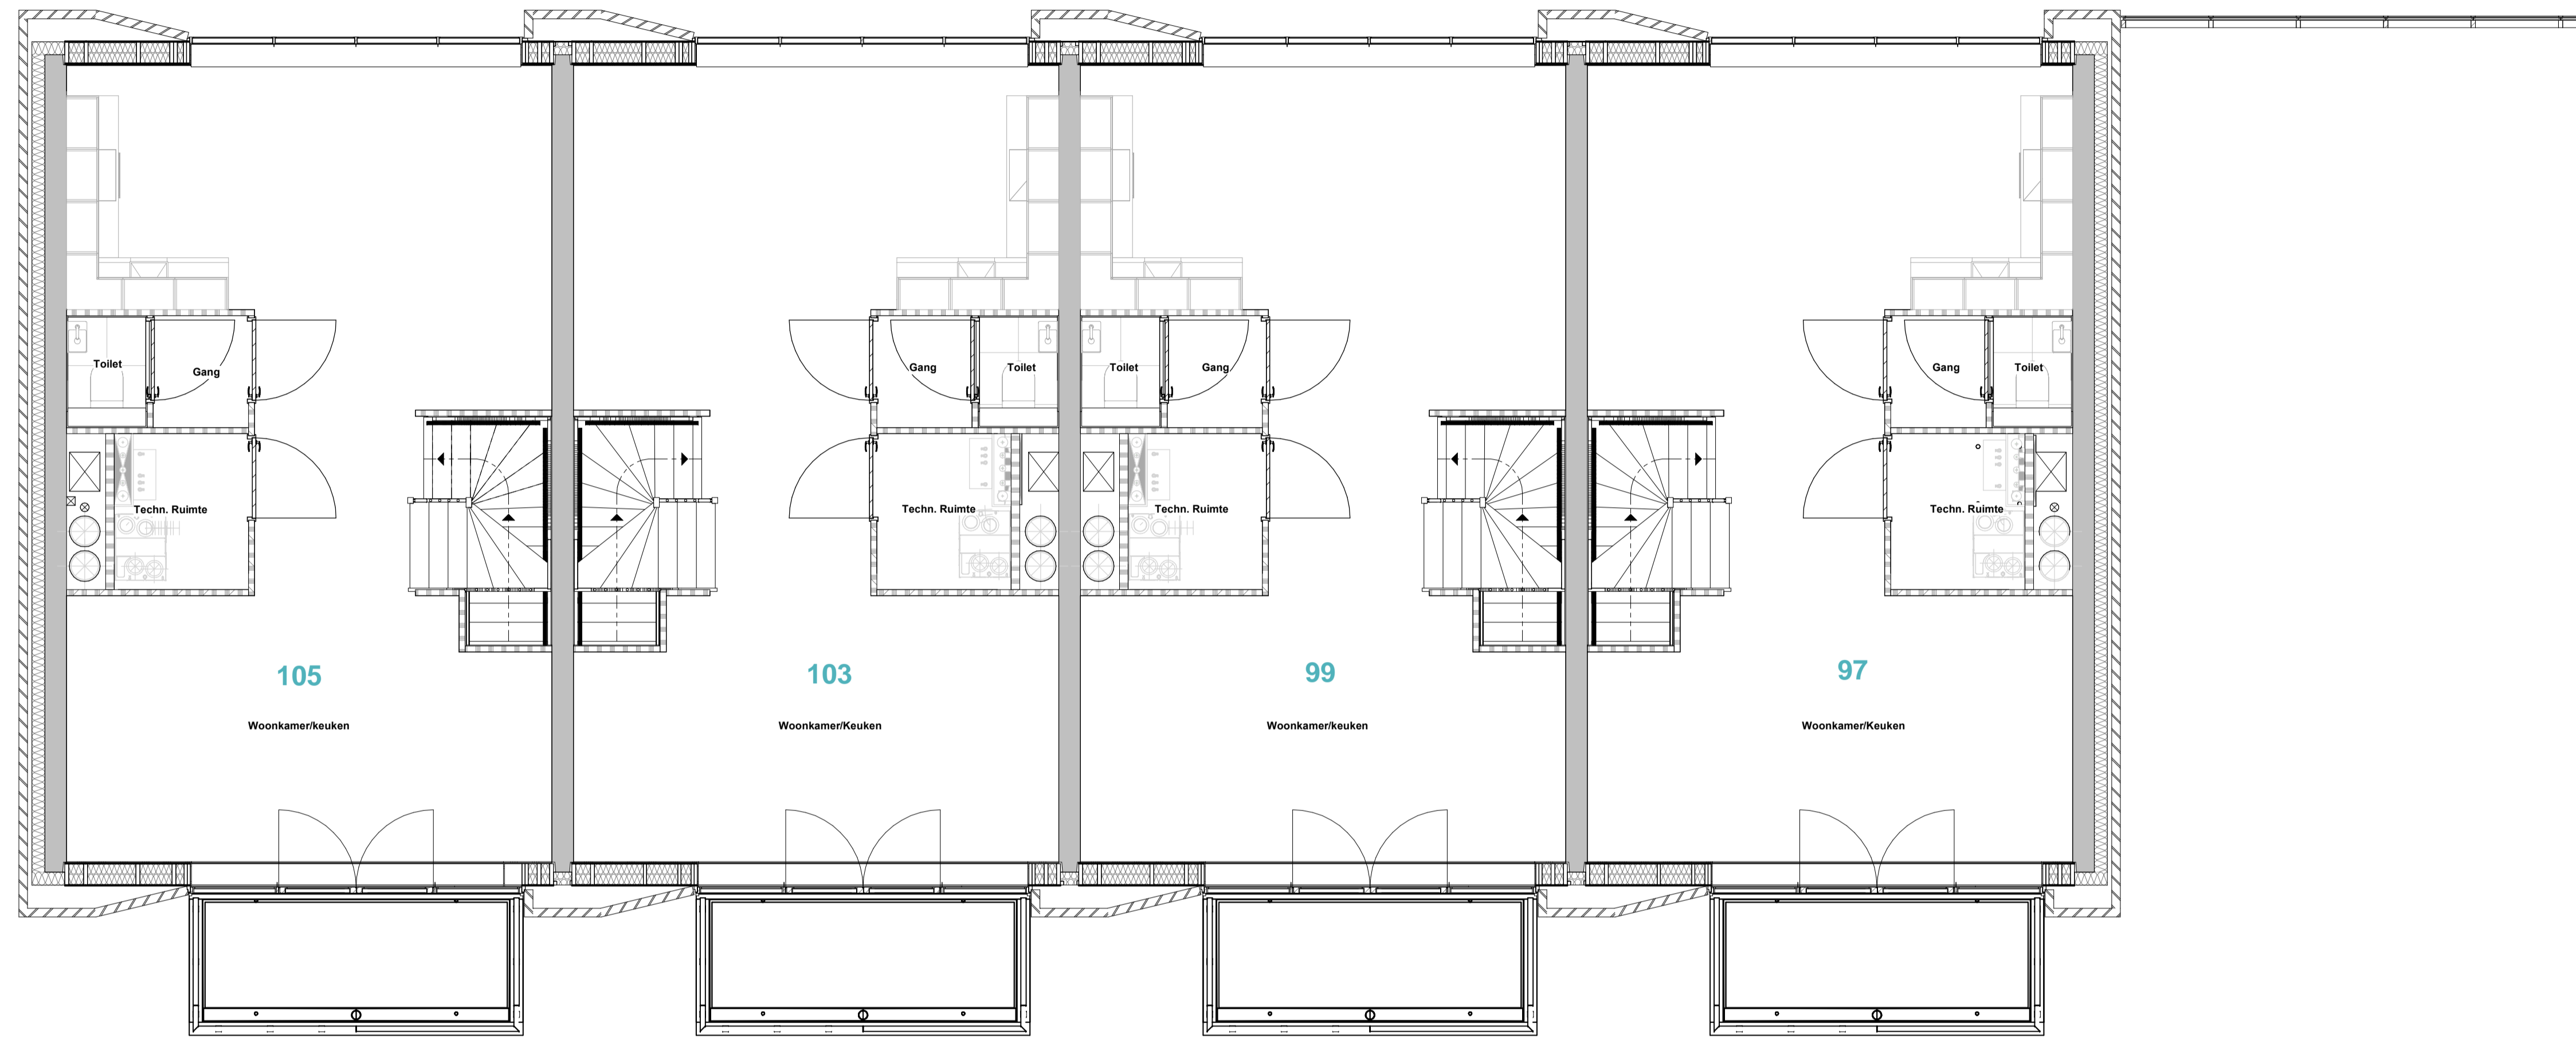 Toilet
Gang
Techn. Ruimte
105
Woonkamer/keuken
Gang
Toilet
Techn. Ruimte
103
Woonkamer/Keuken
Toilet
Gang
Techn. Ruimte
99
Woonkamer/keuken
Gang
Toilet
Techn. Ruimte
97
Woonkamer/Keuken